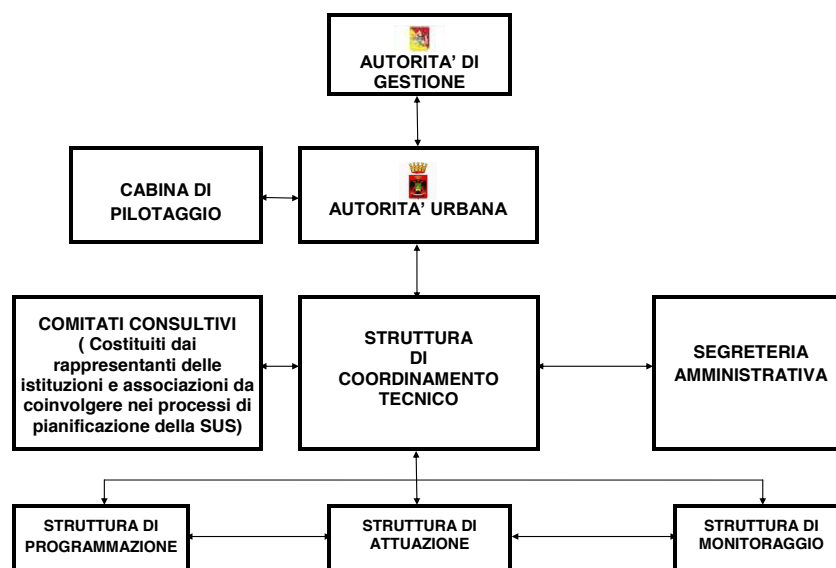 AUTORITA' DI
GESTIONE
CABINA DI
PILOTAGGIO
AUTORITA' URBANA
COMITATI CONSULTIVI
( Costituiti dai
rappresentanti delle
istituzioni e associazioni da
coinvolgere nei processi di
pianificazione della SUS)
STRUTTURA
DI
COORDINAMENTO
TECNICO
SEGRETERIA
AMMINISTRATIVA
STRUTTURA DI
PROGRAMMAZIONE
STRUTTURA DI
ATTUAZIONE
STRUTTURA DI
MONITORAGGIO